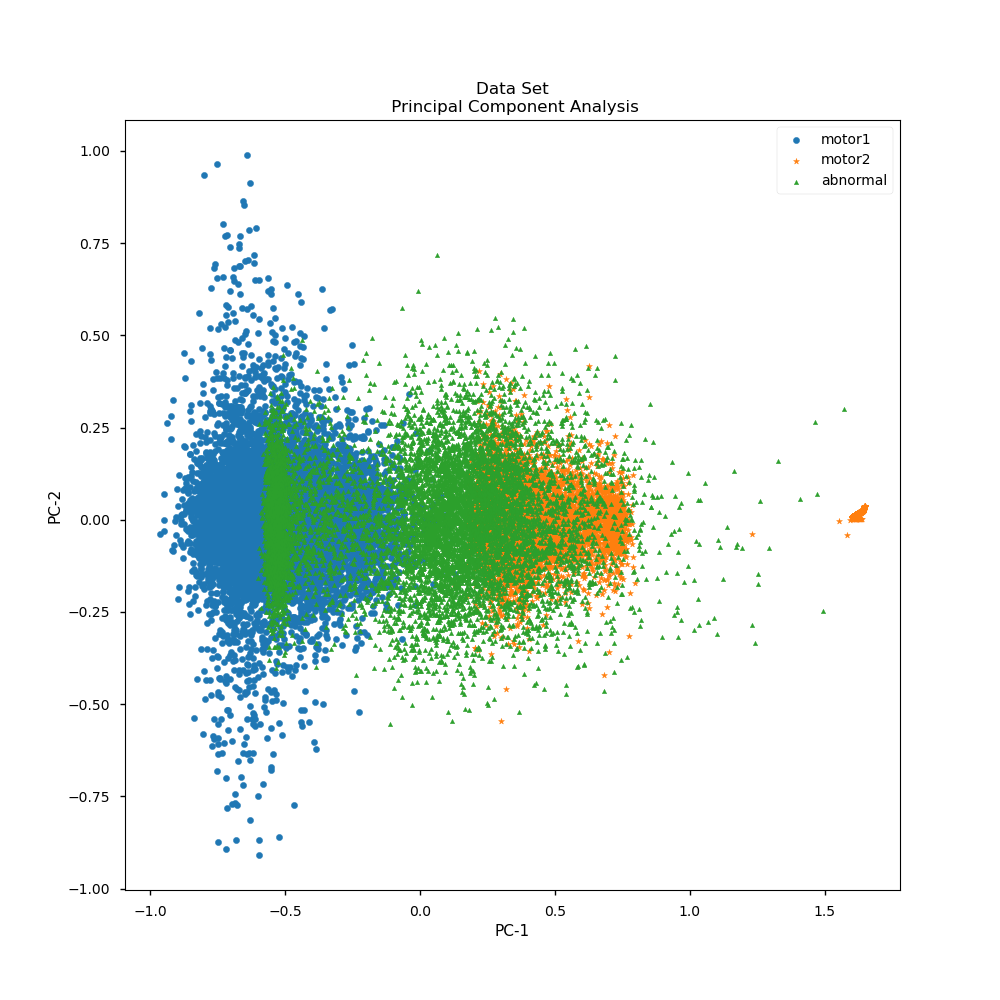 Data Set
Principal Component Analysis
motor1
motor2
abnormal
1.00
0.75
0.50
0.25
0.00
−0.25
−0.50
−0.75
−1.00
PC-2
−1.0
−0.5
0.0
0.5
1.0
1.5
PC-1